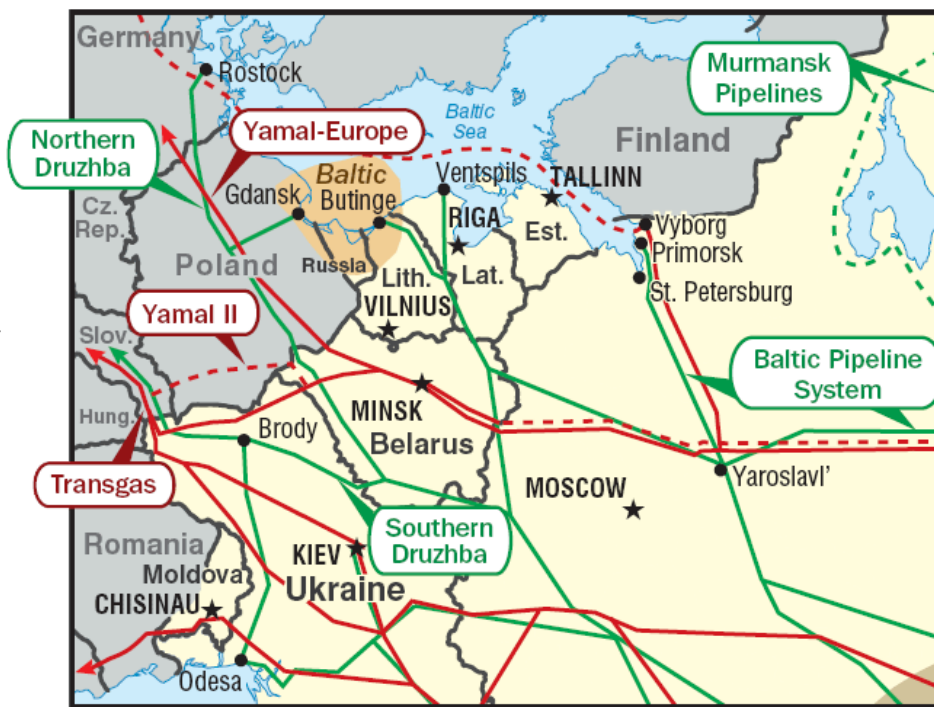 Germany
Rostock
Murmansk
Pipelines
Baltic
Sea
Northern
Druzhba
Yamal-Europe
Finland
Baltic
Ventspils
TALLINN
Gdansk
Butinge
RIGA
Est.
Vyborg
Primorsk
Cz.
Rep.
Poland
Russia
Lith.
Lat.
St. Petersburg
VILNIUS
Yamal II
Slov.
Baltic Pipeline
System
MINSK
Belarus
Hung.
Brody
Transgas
Yaroslavl'
MOSCOW
Southern
Druzhba
Romania
Moldova
CHISINAU
KIEV
Ukraine
Odesa